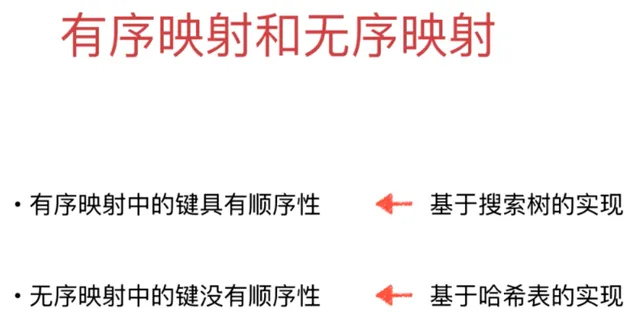 有序映射和无序映射
·有序映射中的键具有顺序性 基于搜索树的实现
·无序映射中的键没有顺序性 基于哈希表的实现